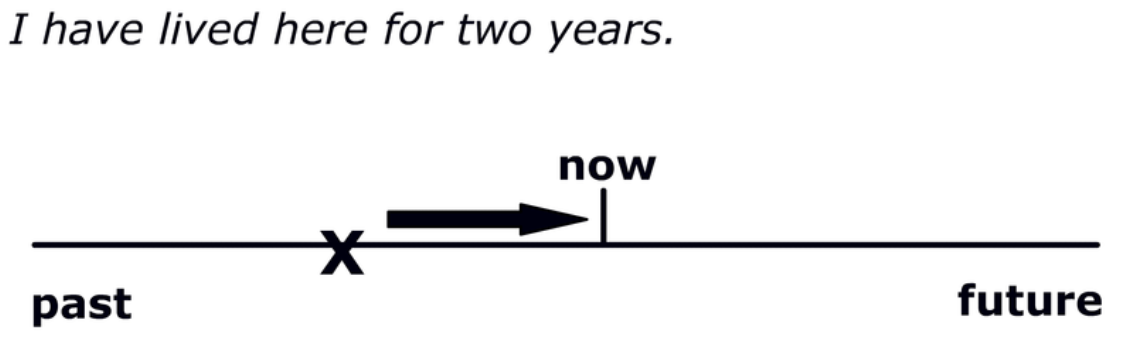 I have lived here for two years.
now
X
past
future